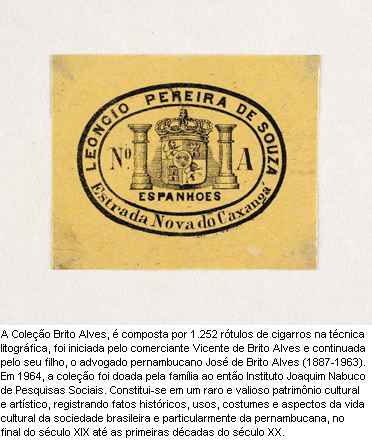 LEONCIO PEREIRA DE SOUZA
Nº. A
ESPANHOES
Estrada Nova do Caxangá
A Coleção Brito Alves, é composta por 1.252 rótulos de cigarros na técnica
litográfica, foi iniciada pelo comerciante Vicente de Brito Alves e continuada
pelo seu filho, o advogado pernambucano José de Brito Alves (1887-1963).
Em 1964, a coleção foi doada pela família ao então Instituto Joaquim Nabuco
de Pesquisas Sociais. Constitui-se em um raro e valioso patrimônio cultural
e artístico, registrando fatos históricos, usos, costumes e aspectos da vida
cultural da sociedade brasileira e particularmente da pernambucana, no
final do século XIX até as primeiras décadas do século XX.